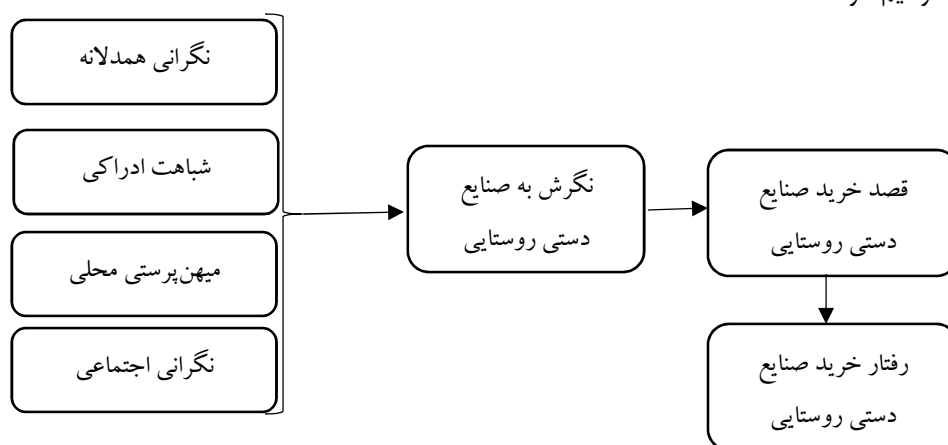 نگرانی همدلانه
شباهت ادراکی
میهن‌پرستی محلی
نگرانی اجتماعی
نگرش به صنایع
دستی روستایی
قصد خرید صنایع
دستی روستایی
رفتار خرید صنایع
دستی روستایی